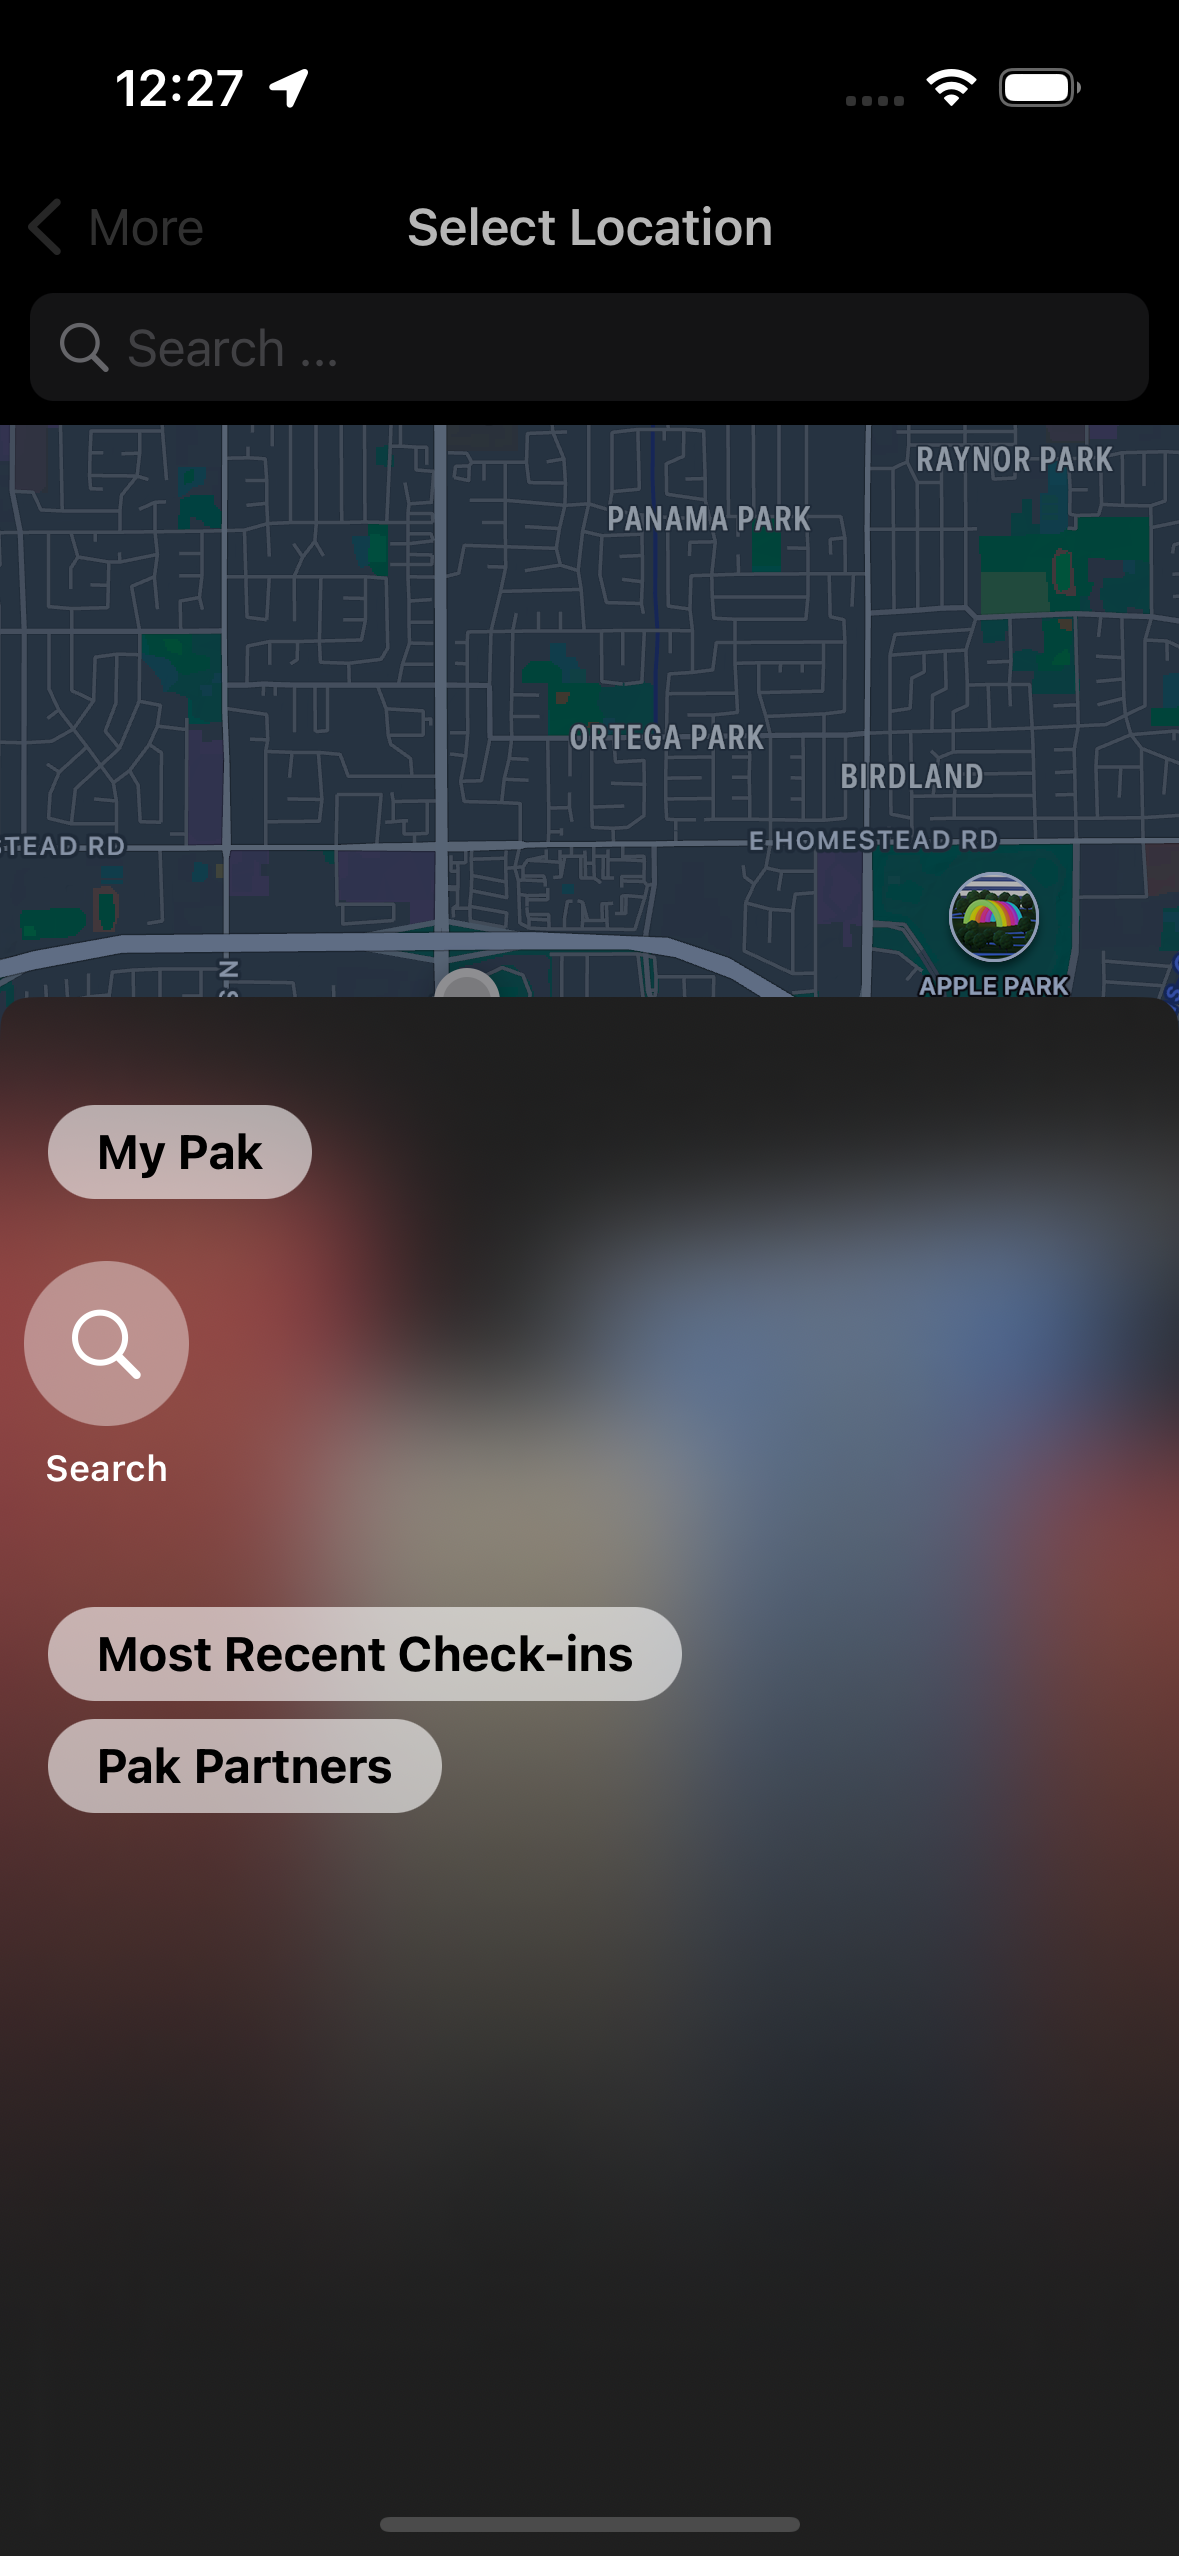 12:27
More
Select Location
Search ...
RAYNOR PARK
PANAMA PARK
ORTEGA PARK
BIRDLAND
STEAD RD
E HOMESTEAD RD
N
S
APPLE PARK
My Pak
Search
Most Recent Check-ins
Pak Partners